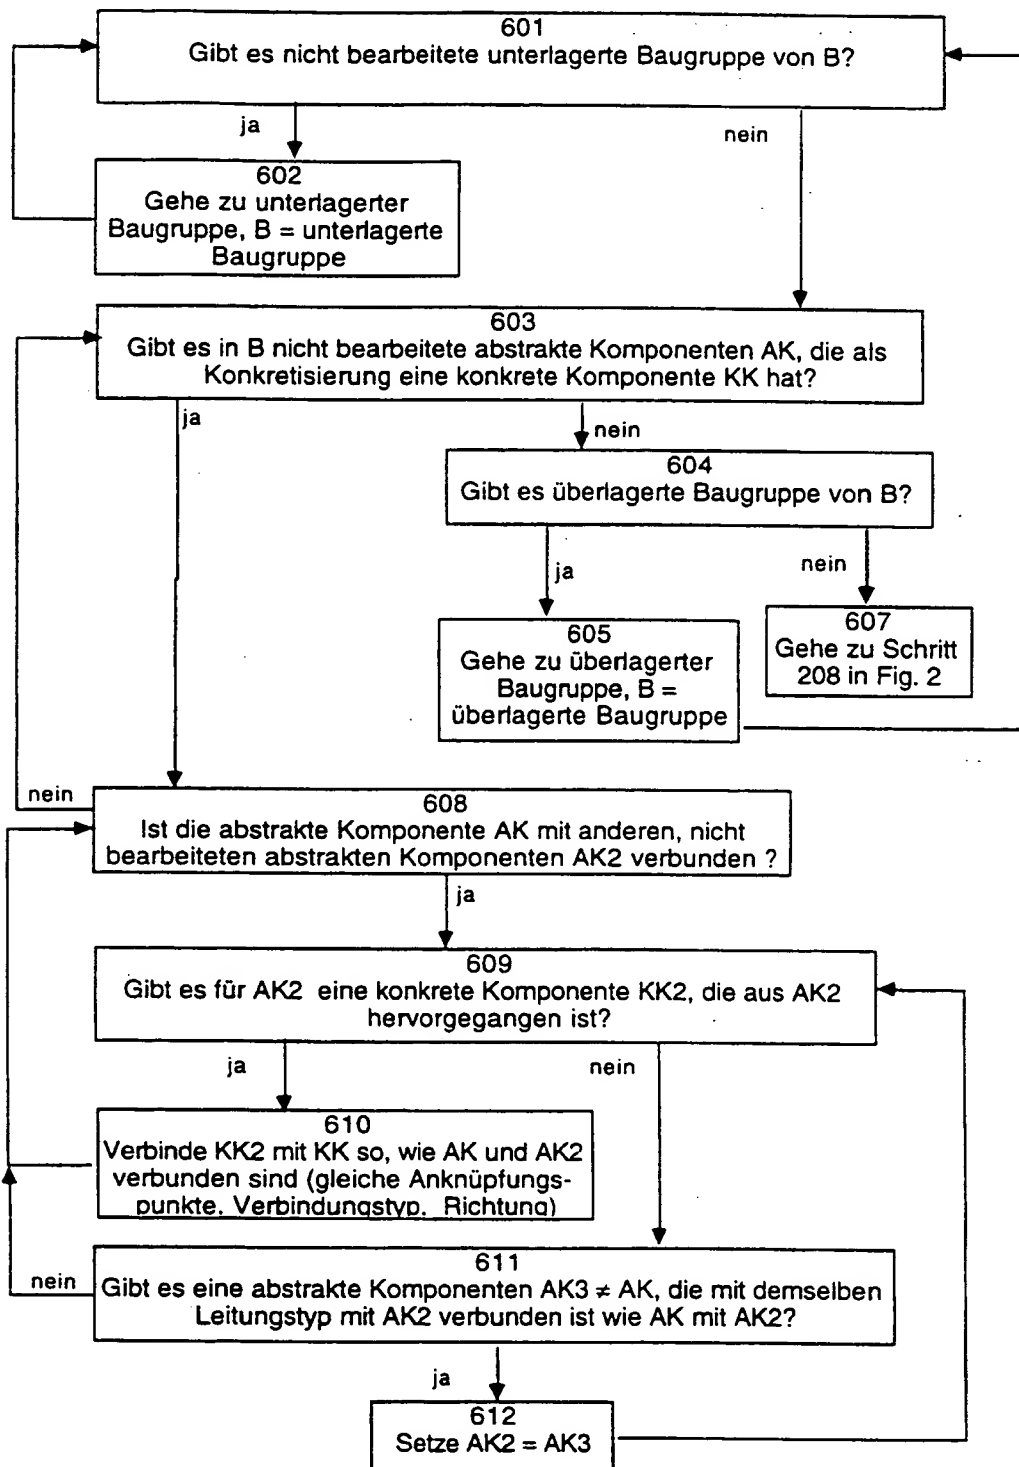 601
Gibt es nicht bearbeitete unterlagerte Baugruppe von B?
ja
nein
602
Gehe zu unterlagerter
Baugruppe, B = unterlagerte
Baugruppe
603
Gibt es in B nicht bearbeitete abstrakte Komponenten AK, die als
Konkretisierung eine konkrete Komponente KK hat?
ja
nein
604
Gibt es überlagerte Baugruppe von B?
ja
nein
605
Gehe zu überlagerter
Baugruppe, B =
überlagerte Baugruppe
607
Gehe zu Schritt
208 in Fig. 2
nein
608
Ist die abstrakte Komponente AK mit anderen, nicht
bearbeiteten abstrakten Komponenten AK2 verbunden ?
ja
609
Gibt es für AK2 eine konkrete Komponente KK2, die aus AK2
hervorgegangen ist?
ja
nein
610
Verbinde KK2 mit KK so, wie AK und AK2
verbunden sind (gleiche Anknüpfungs-
punkte, Verbindungstyp, Richtung)
nein
611
Gibt es eine abstrakte Komponenten AK3 ≠ AK, die mit demselben
Leitungstyp mit AK2 verbunden ist wie AK mit AK2?
ja
612
Setze AK2 = AK3